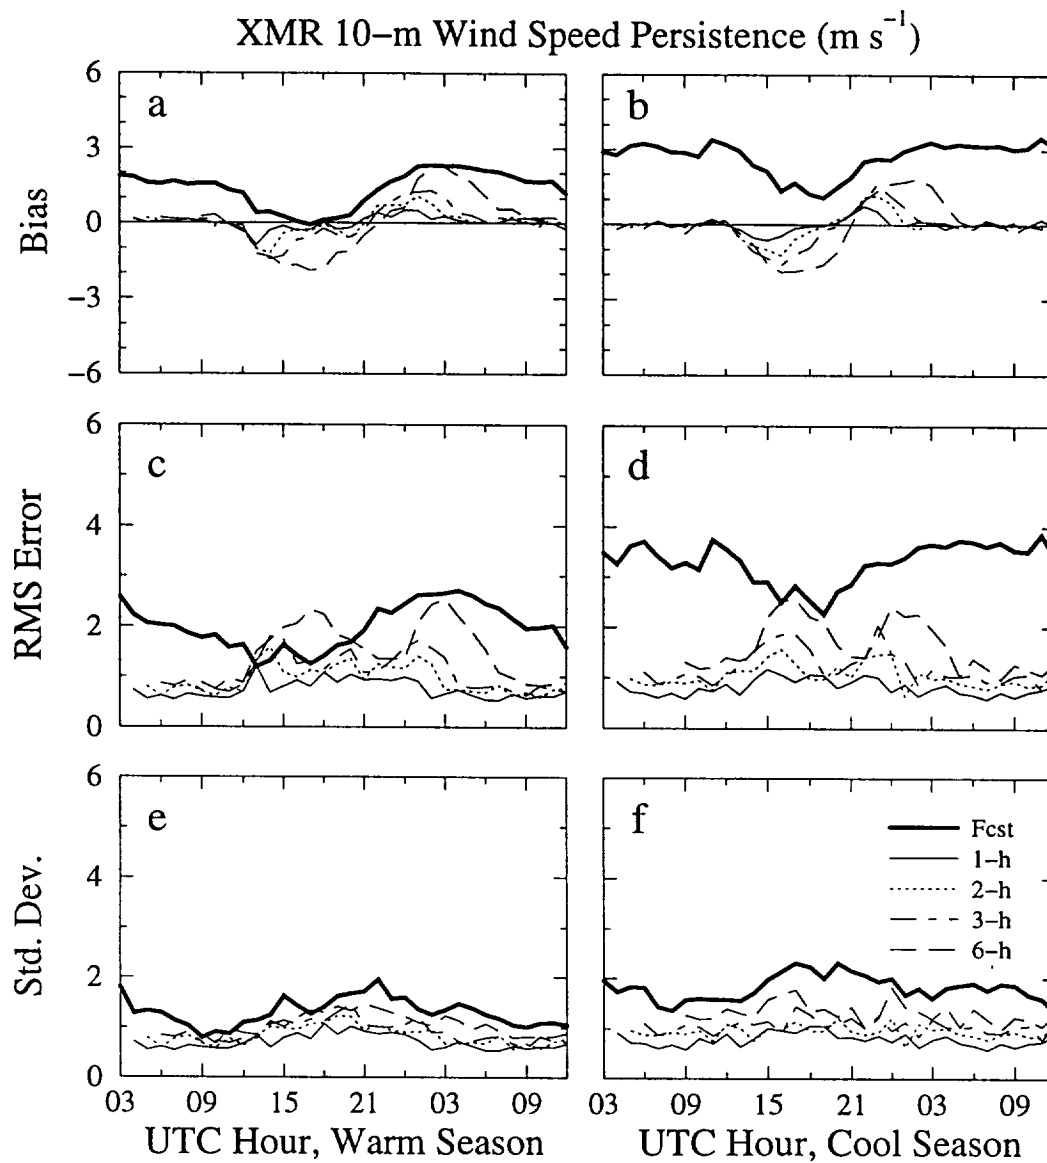 XMR 10−m Wind Speed Persistence (m s⁻¹)
6
3
0
−3
−6
Bias
a
b
6
4
2
0
RMS Error
c
d
6
4
2
0
Std. Dev.
e
f
Fcst
1−h
2−h
3−h
6−h
03 09 15 21 03 09
03 09 15 21 03 09
UTC Hour, Warm Season
UTC Hour, Cool Season